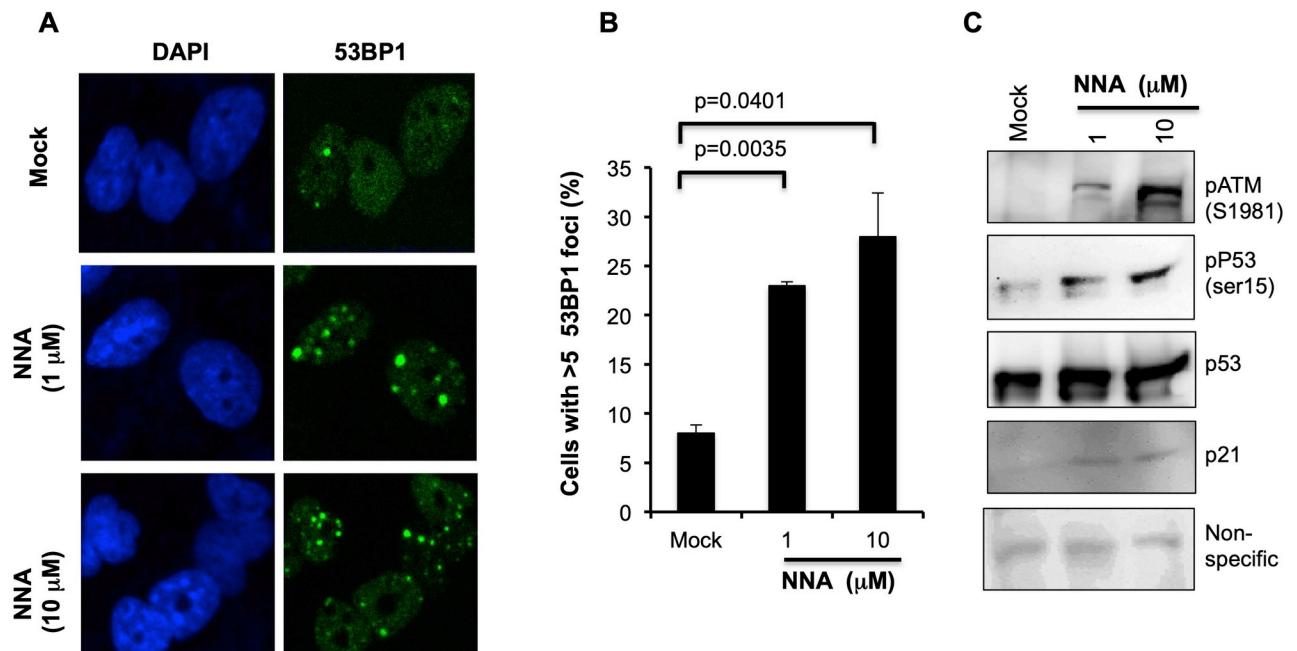 A
DAPI 53BP1
Mock
NNA
(1 μM)
NNA
(10 μM)
B
p=0.0401
p=0.0035
Cells with >5 53BP1 foci (%)
35
30
25
20
15
10
5
0
Mock 1 10
NNA (μM)
C
NNA (μM)
Mock 1 10
pATM
(S1981)
pP53
(ser15)
p53
p21
Non-
specific